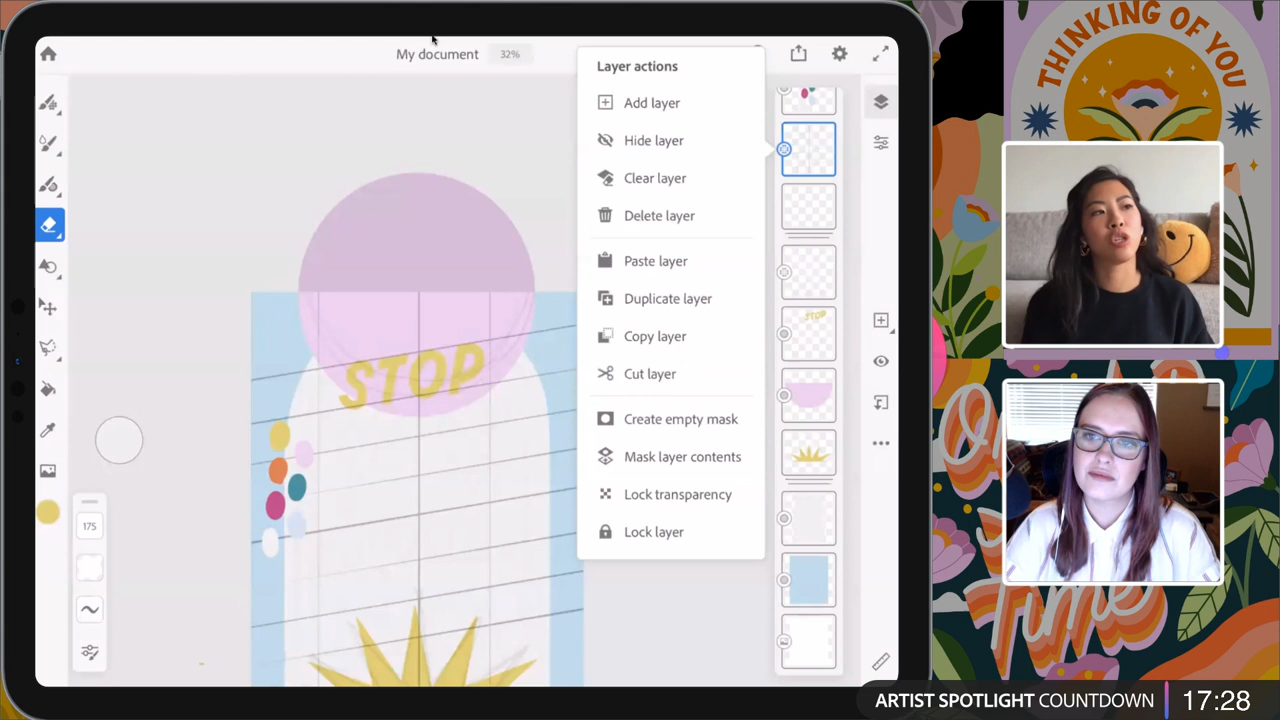 My document
32%
Layer actions
Add layer
Hide layer
Clear layer
Delete layer
Paste layer
Duplicate layer
Copy layer
Cut layer
Create empty mask
Mask layer contents
Lock transparency
Lock layer
STOP
STOP
175
THINKING OF YOU
Time
ARTIST SPOTLIGHT COUNTDOWN
17:28